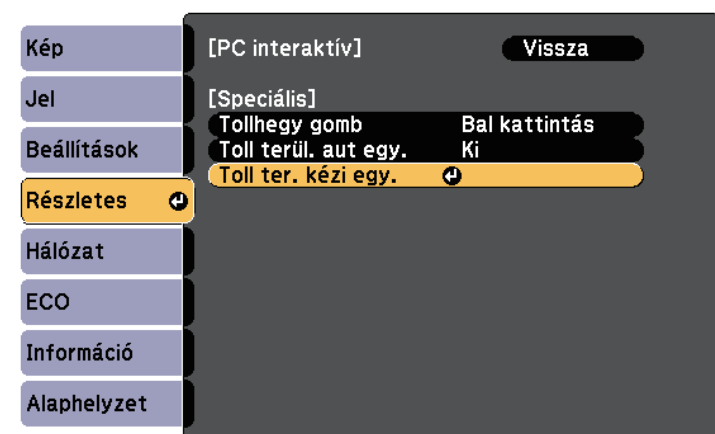 Kép
Jel
Beállítások
Részletes
Hálózat
ECO
Információ
Alaphelyzet
[PC interaktív] Vissza
[Speciális]
Tollhegy gomb Bal kattintás
Toll terül. aut egy. Ki
Toll ter. kézi egy.